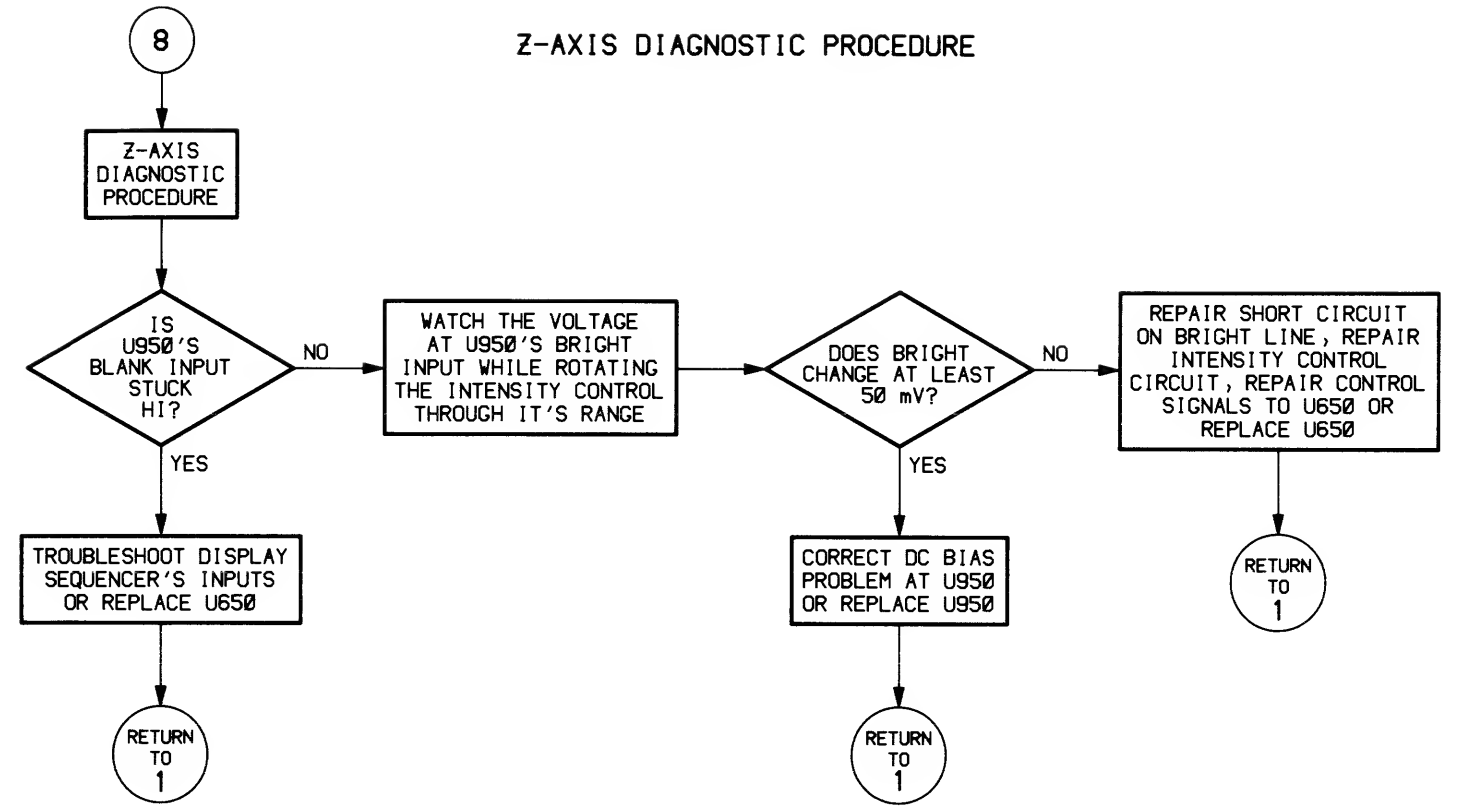 8
Z-AXIS DIAGNOSTIC PROCEDURE
Z-AXIS
DIAGNOSTIC
PROCEDURE
IS
U950'S
BLANK INPUT
STUCK
HI?
NO
YES
WATCH THE VOLTAGE
AT U950'S BRIGHT
INPUT WHILE ROTATING
THE INTENSITY CONTROL
THROUGH IT'S RANGE
DOES BRIGHT
CHANGE AT LEAST
50 mV?
NO
YES
REPAIR SHORT CIRCUIT
ON BRIGHT LINE, REPAIR
INTENSITY CONTROL
CIRCUIT, REPAIR CONTROL
SIGNALS TO U650 OR
REPLACE U650
TROUBLESHOOT DISPLAY
SEQUENCER'S INPUTS
OR REPLACE U650
CORRECT DC BIAS
PROBLEM AT U950
OR REPLACE U950
RETURN
TO
1
RETURN
TO
1
RETURN
TO
1